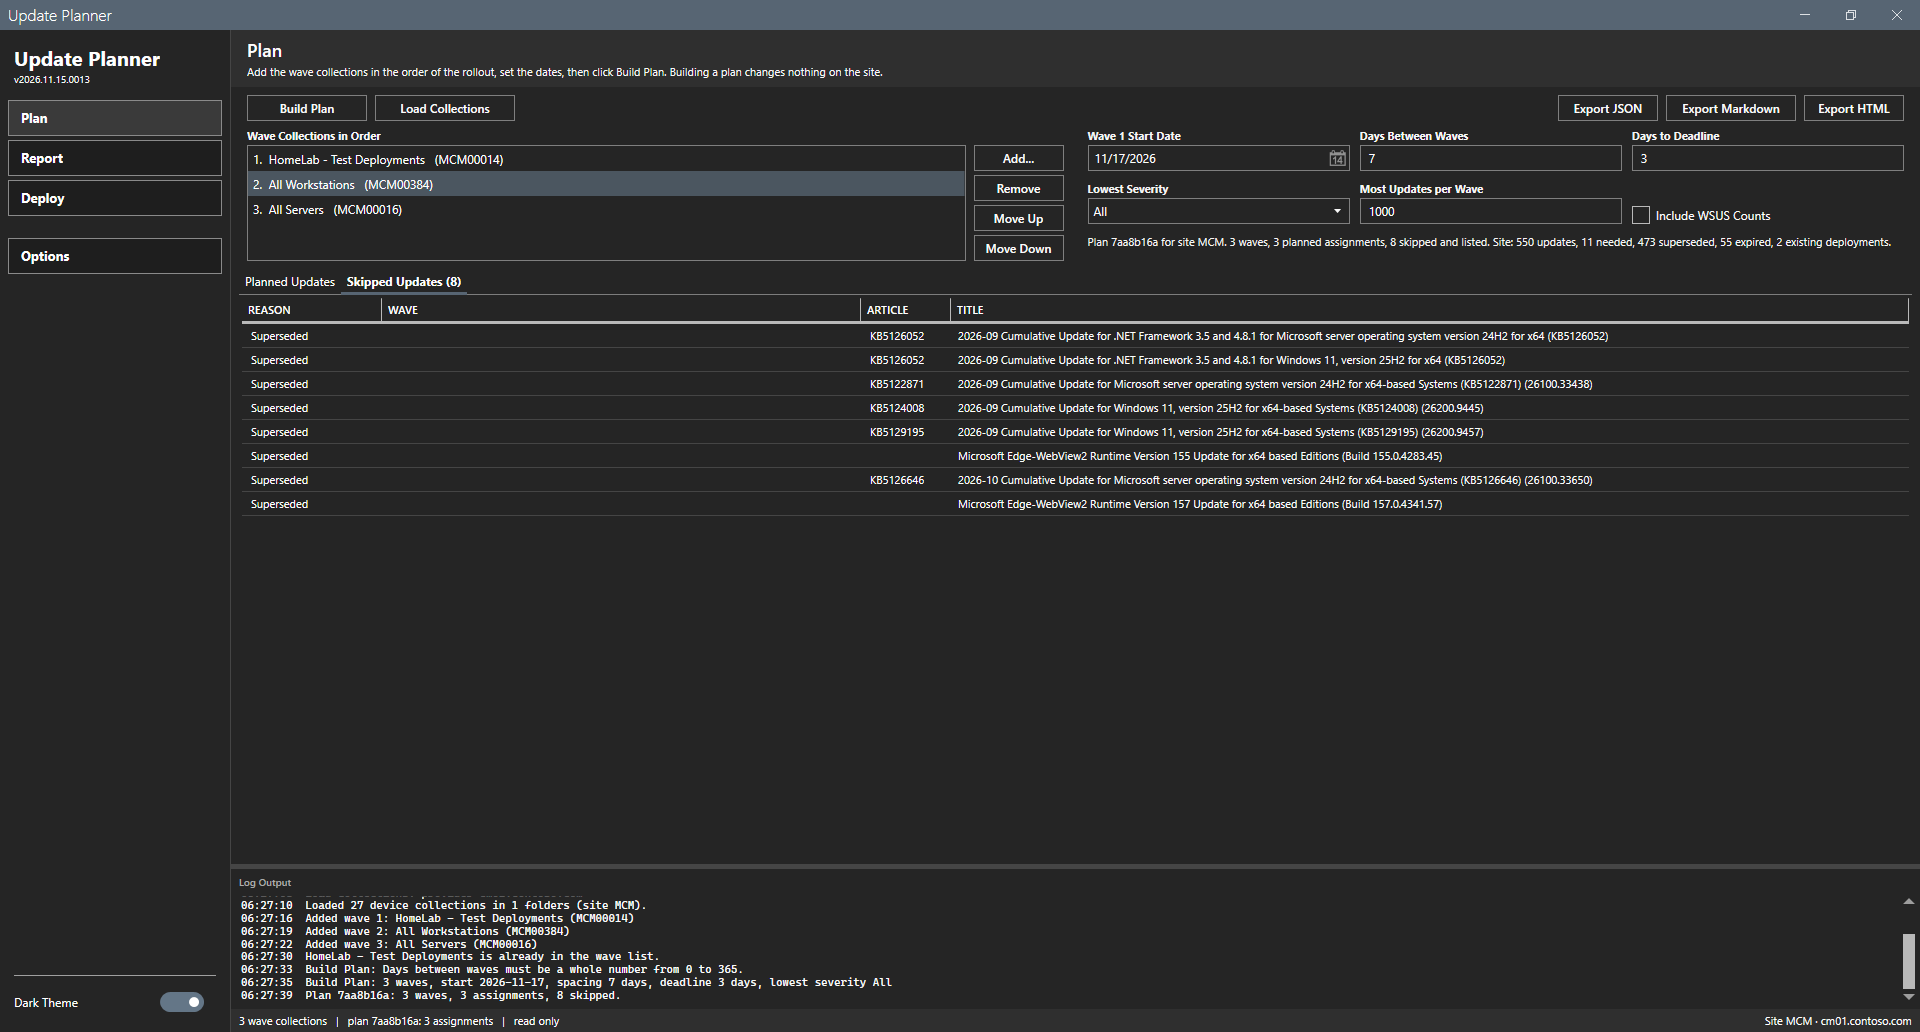 Update Planner
Update Planner
v2026.11.15.0013
Plan
Report
Deploy
Options
Dark Theme
Plan
Add the wave collections in the order of the rollout, set the dates, then click Build Plan. Building a plan changes nothing on the site.
Build Plan
Load Collections
Export JSON
Export Markdown
Export HTML
Wave Collections in Order
1. HomeLab - Test Deployments (MCM00014)
2. All Workstations (MCM00384)
3. All Servers (MCM00016)
Add...
Remove
Move Up
Move Down
Wave 1 Start Date
Days Between Waves
Days to Deadline
11/17/2026
14
7
3
Lowest Severity
Most Updates per Wave
All
1000
Include WSUS Counts
Plan 7aa8b16a for site MCM. 3 waves, 3 planned assignments, 8 skipped and listed. Site: 550 updates, 11 needed, 473 superseded, 55 expired, 2 existing deployments.
Planned Updates
Skipped Updates (8)
REASON WAVE ARTICLE TITLE
Superseded KB5126052 2026-09 Cumulative Update for .NET Framework 3.5 and 4.8.1 for Microsoft server operating system version 24H2 for x64 (KB5126052)
Superseded KB5126052 2026-09 Cumulative Update for .NET Framework 3.5 and 4.8.1 for Windows 11, version 25H2 for x64 (KB5126052)
Superseded KB5122871 2026-09 Cumulative Update for Microsoft server operating system version 24H2 for x64-based Systems (KB5122871) (26100.33438)
Superseded KB5124008 2026-09 Cumulative Update for Windows 11, version 25H2 for x64-based Systems (KB5124008) (26200.9445)
Superseded KB5129195 2026-09 Cumulative Update for Windows 11, version 25H2 for x64-based Systems (KB5129195) (26200.9457)
Superseded Microsoft Edge-WebView2 Runtime Version 155 Update for x64 based Editions (Build 155.0.4283.45)
Superseded KB5126646 2026-10 Cumulative Update for Microsoft server operating system version 24H2 for x64-based Systems (KB5126646) (26100.33650)
Superseded Microsoft Edge-WebView2 Runtime Version 157 Update for x64 based Editions (Build 157.0.4341.57)
Log Output
06:27:10 Loaded 27 device collections in 1 folders (site MCM).
06:27:16 Added wave 1: HomeLab - Test Deployments (MCM00014)
06:27:19 Added wave 2: All Workstations (MCM00384)
06:27:22 Added wave 3: All Servers (MCM00016)
06:27:30 HomeLab - Test Deployments is already in the wave list.
06:27:33 Build Plan: Days between waves must be a whole number from 0 to 365.
06:27:35 Build Plan: 3 waves, start 2026-11-17, spacing 7 days, deadline 3 days, lowest severity All
06:27:39 Plan 7aa8b16a: 3 waves, 3 assignments, 8 skipped.
3 wave collections | plan 7aa8b16a: 3 assignments | read only
Site MCM · cm01.contoso.com